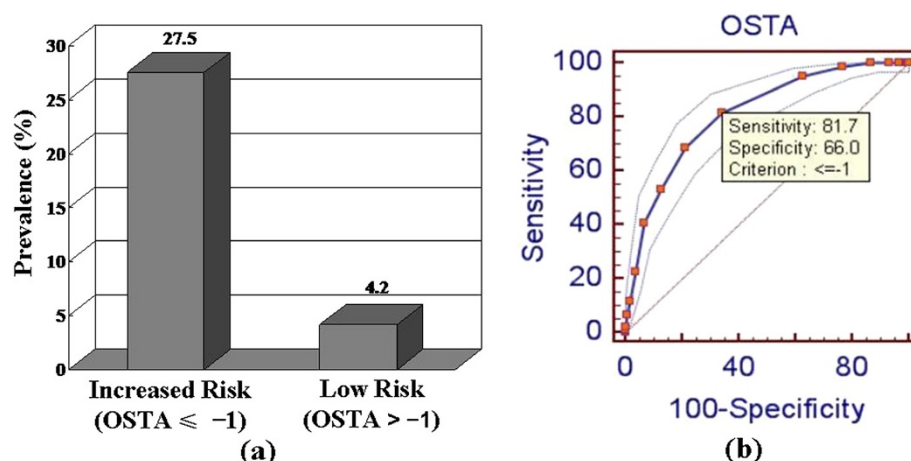 Prevalence (%)
30
25
20
15
10
5
0
27.5
4.2
Increased Risk
(OSTA ⩽ −1)
Low Risk
(OSTA > −1)
(a)
OSTA
Sensitivity
100
80
60
40
20
0
Sensitivity: 81.7
Specificity: 66.0
Criterion : <=-1
0
40
80
100-Specificity
(b)